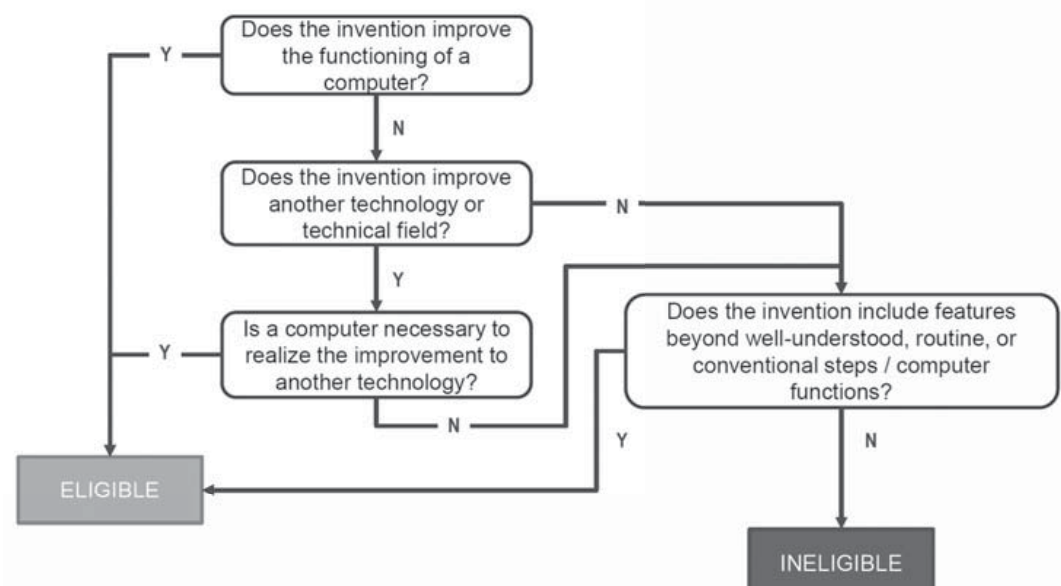 Does the invention improve
the functioning of a
computer?
Y
N
Does the invention improve
another technology or
technical field?
N
Y
Is a computer necessary to
realize the improvement to
another technology?
Y
N
Does the invention include features
beyond well-understood, routine, or
conventional steps / computer
functions?
Y
N
ELIGIBLE
INELIGIBLE